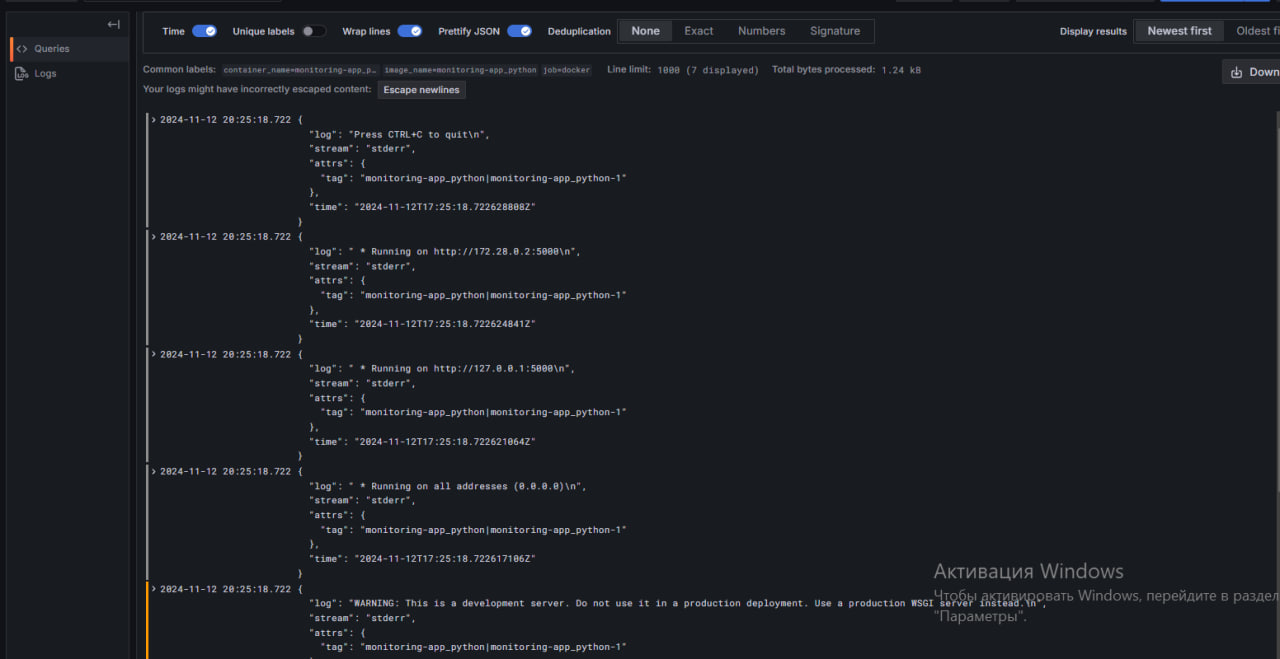 Time Unique labels Wrap lines Prettify JSON Deduplication None Exact Numbers Signature Display results Newest first Oldest fi
Queries
Logs
Common labels: container_name=monitoring-app_p… image_name=monitoring-app_python job=docker Line limit: 1000 (7 displayed) Total bytes processed: 1.24 kB
Down
Your logs might have incorrectly escaped content: Escape newlines
> 2024-11-12 20:25:18.722 {
"log": "Press CTRL+C to quit\n",
"stream": "stderr",
"attrs": {
"tag": "monitoring-app_python|monitoring-app_python-1"
},
"time": "2024-11-12T17:25:18.722628808Z"
}
> 2024-11-12 20:25:18.722 {
"log": " * Running on http://172.28.0.2:5000\n",
"stream": "stderr",
"attrs": {
"tag": "monitoring-app_python|monitoring-app_python-1"
},
"time": "2024-11-12T17:25:18.722624841Z"
}
> 2024-11-12 20:25:18.722 {
"log": " * Running on http://127.0.0.1:5000\n",
"stream": "stderr",
"attrs": {
"tag": "monitoring-app_python|monitoring-app_python-1"
},
"time": "2024-11-12T17:25:18.722621064Z"
}
> 2024-11-12 20:25:18.722 {
"log": " * Running on all addresses (0.0.0.0)\n",
"stream": "stderr",
"attrs": {
"tag": "monitoring-app_python|monitoring-app_python-1"
},
"time": "2024-11-12T17:25:18.722617106Z"
}
> 2024-11-12 20:25:18.722 {
"log": "WARNING: This is a development server. Do not use it in a production deployment. Use a production WSGI server instead.\n",
"stream": "stderr",
"attrs": {
"tag": "monitoring-app_python|monitoring-app_python-1"
Активация Windows
Чтобы активировать Windows, перейдите в раздел
"Параметры".